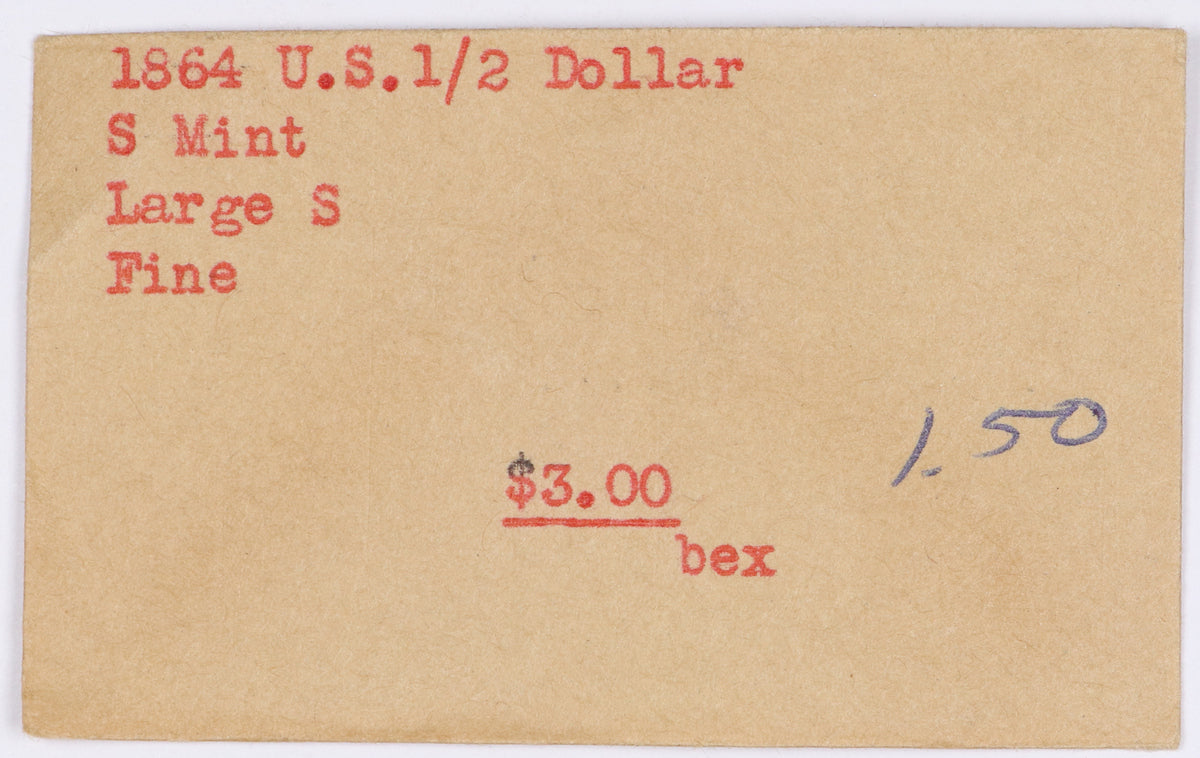 1864 U.S.1/2 Dollar
S Mint
Large S
Fine
1.50
$3.00
bex